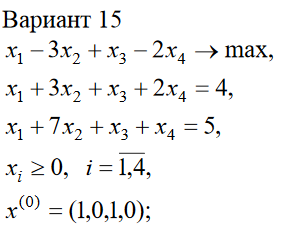 Вариант 15
x₁ − 3x₂ + x₃ − 2x₄ → max,
x₁ + 3x₂ + x₃ + 2x₄ = 4,
x₁ + 7x₂ + x₃ + x₄ = 5,
xᵢ ≥ 0, i = 1,4,
x⁽⁰⁾ = (1,0,1,0);